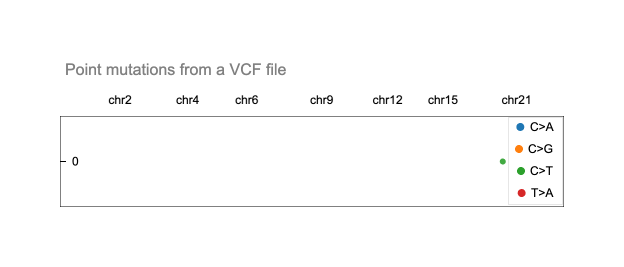 Point mutations from a VCF file
chr2 chr4 chr6 chr9 chr12 chr15 chr21
0
C>A
C>G
C>T
T>A